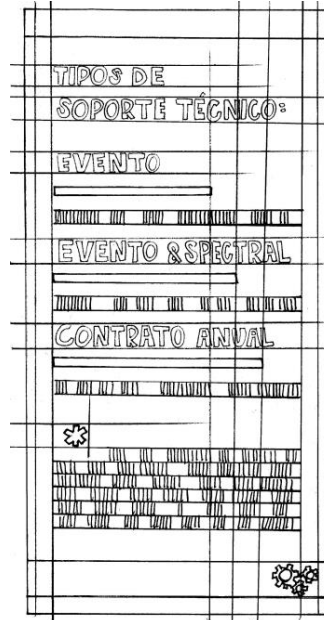 TIPOS DE
SOPORTE TÉCNICO:
EVENTO
EVENTO & SPECTRAL
CONTRATO ANUAL